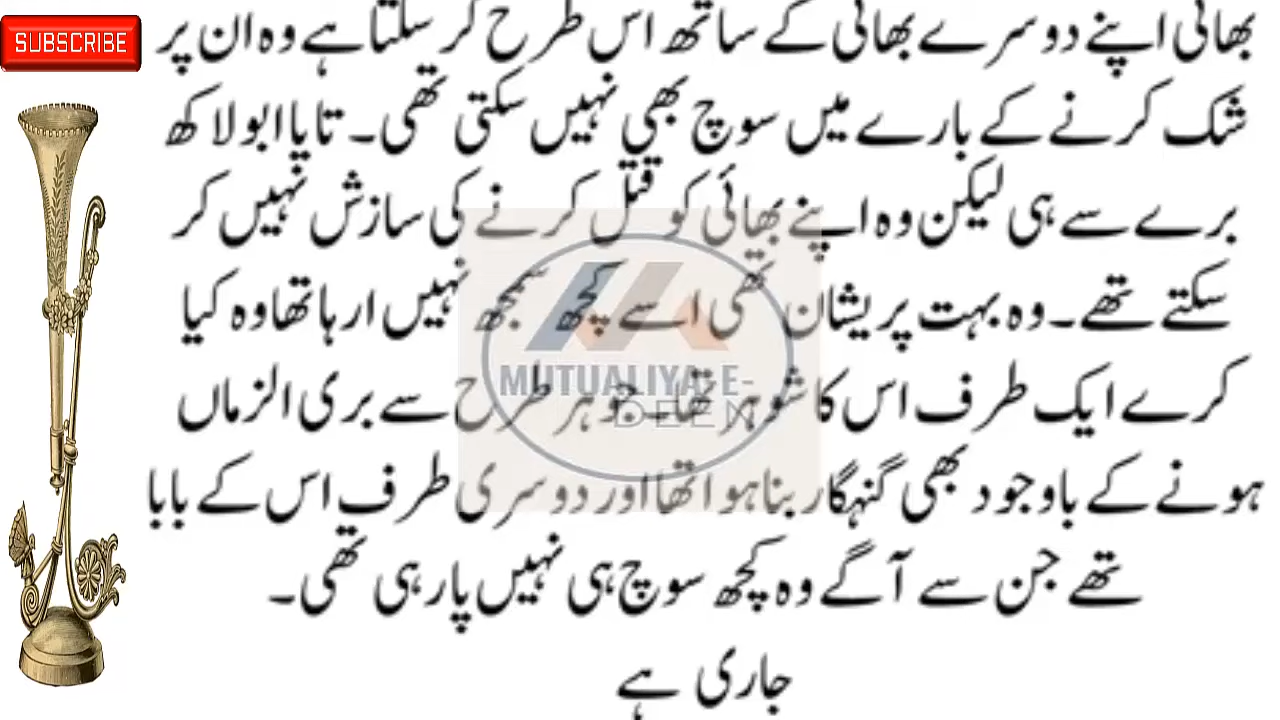 SUBSCRIBE
بھائی اپنے دوسرے بھائی کے ساتھ اس طرح کر سکتا ہے وہ ان پر
شک کرنے کے بارے میں سوچ بھی نہیں سکتی تھی۔ تایا ابو لاکھ
برے سے ہی لیکن وہ اپنے بھائی کو قتل کرنے کی سازش نہیں کر
سکتے تھے۔ وہ بہت پریشان تھی اسے کچھ سمجھ نہیں ارہا تھا وہ کیا
کرے ایک طرف اس کا شوہر تھا۔ جو ہر طرح سے بری الزماں
ہونے کے باوجود بھی گنہگار بنا ہوا تھا اور دوسری طرف اس کے بابا
تھے جن سے آگے وہ کچھ سوچ ہی نہیں پارہی تھی۔
جاری ہے
MUTUALIYA-E-
DEEN